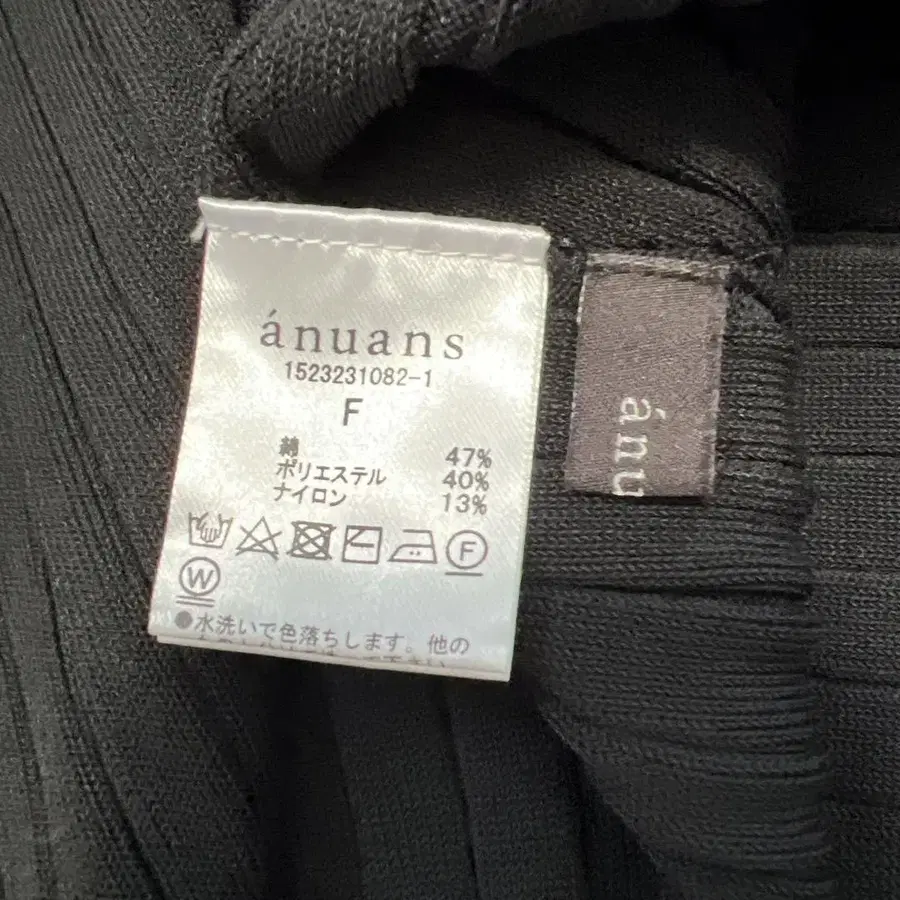 ánuans
1523231082-1
F
綿 47%
ポリエステル 40%
ナイロン 13%
F
W
●水洗いで色落ちします。他の
ánu